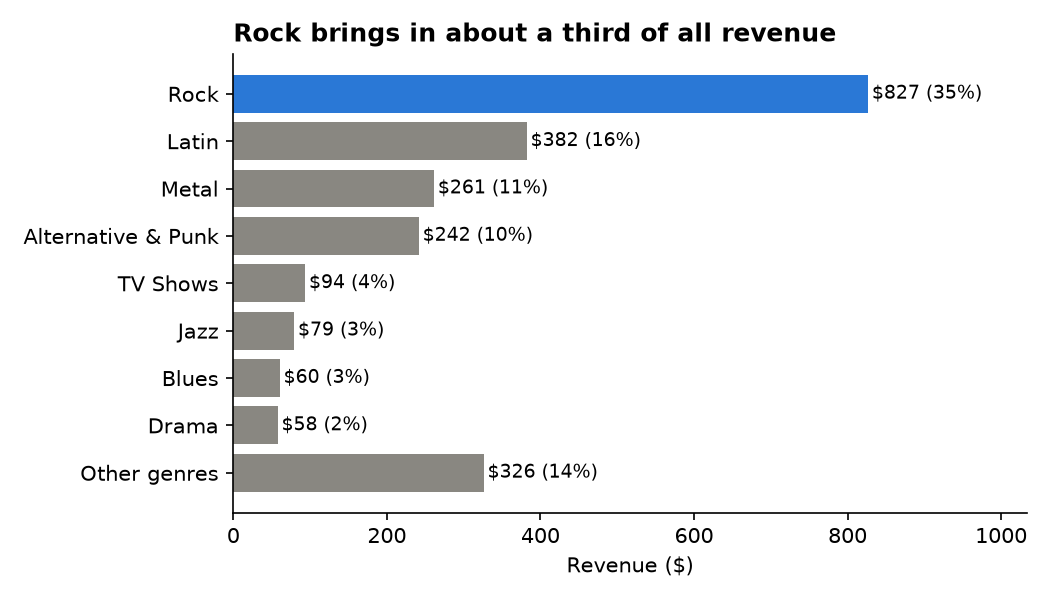 Rock brings in about a third of all revenue
Rock $827 (35%)
Latin $382 (16%)
Metal $261 (11%)
Alternative & Punk $242 (10%)
TV Shows $94 (4%)
Jazz $79 (3%)
Blues $60 (3%)
Drama $58 (2%)
Other genres $326 (14%)
0 200 400 600 800 1000
Revenue ($)